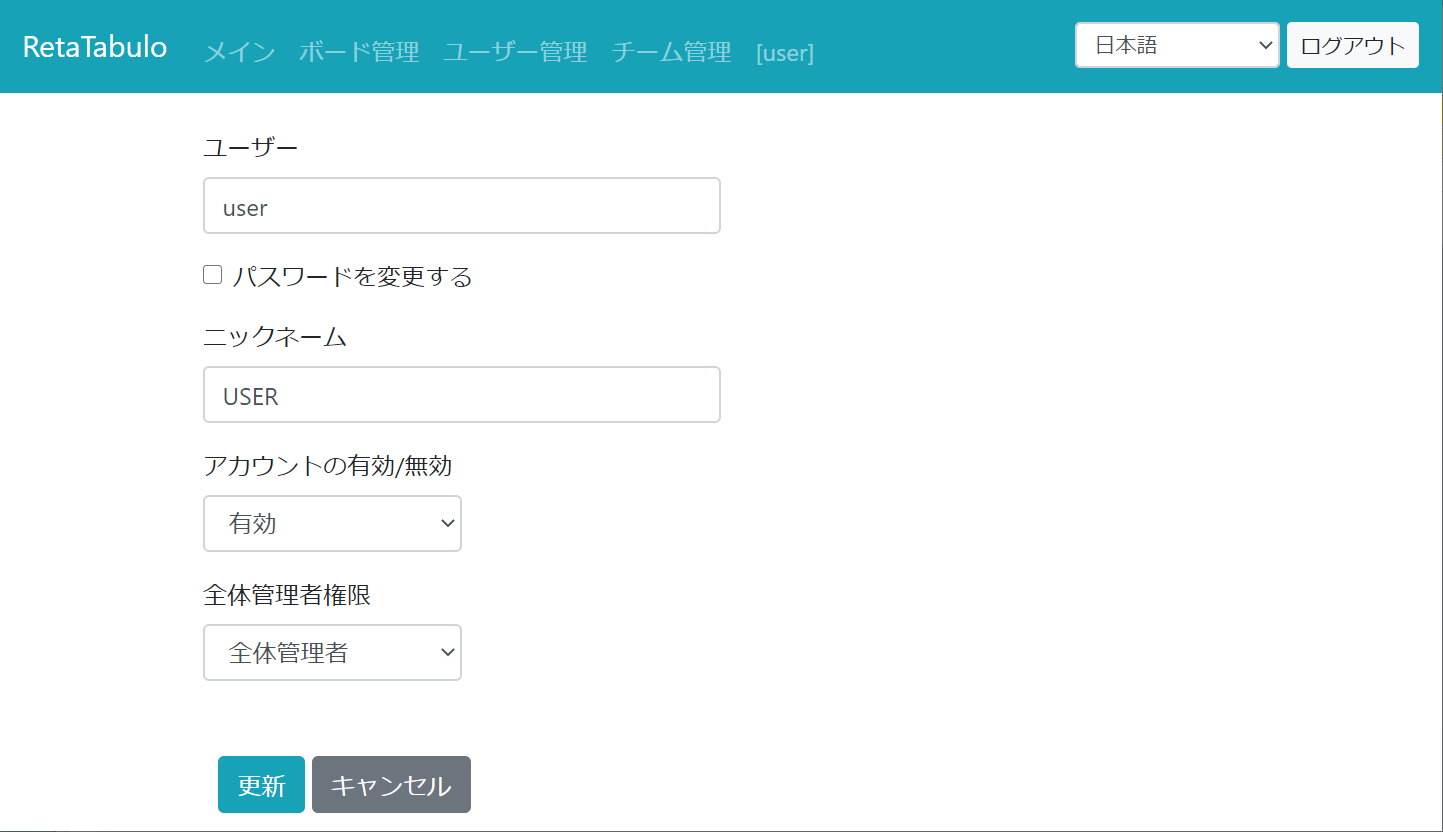 RetaTabulo メイン ボード管理 ユーザー管理 チーム管理 [user] 日本語 ログアウト
ユーザー
user
パスワードを変更する
ニックネーム
USER
アカウントの有効/無効
有効
全体管理者権限
全体管理者
更新 キャンセル